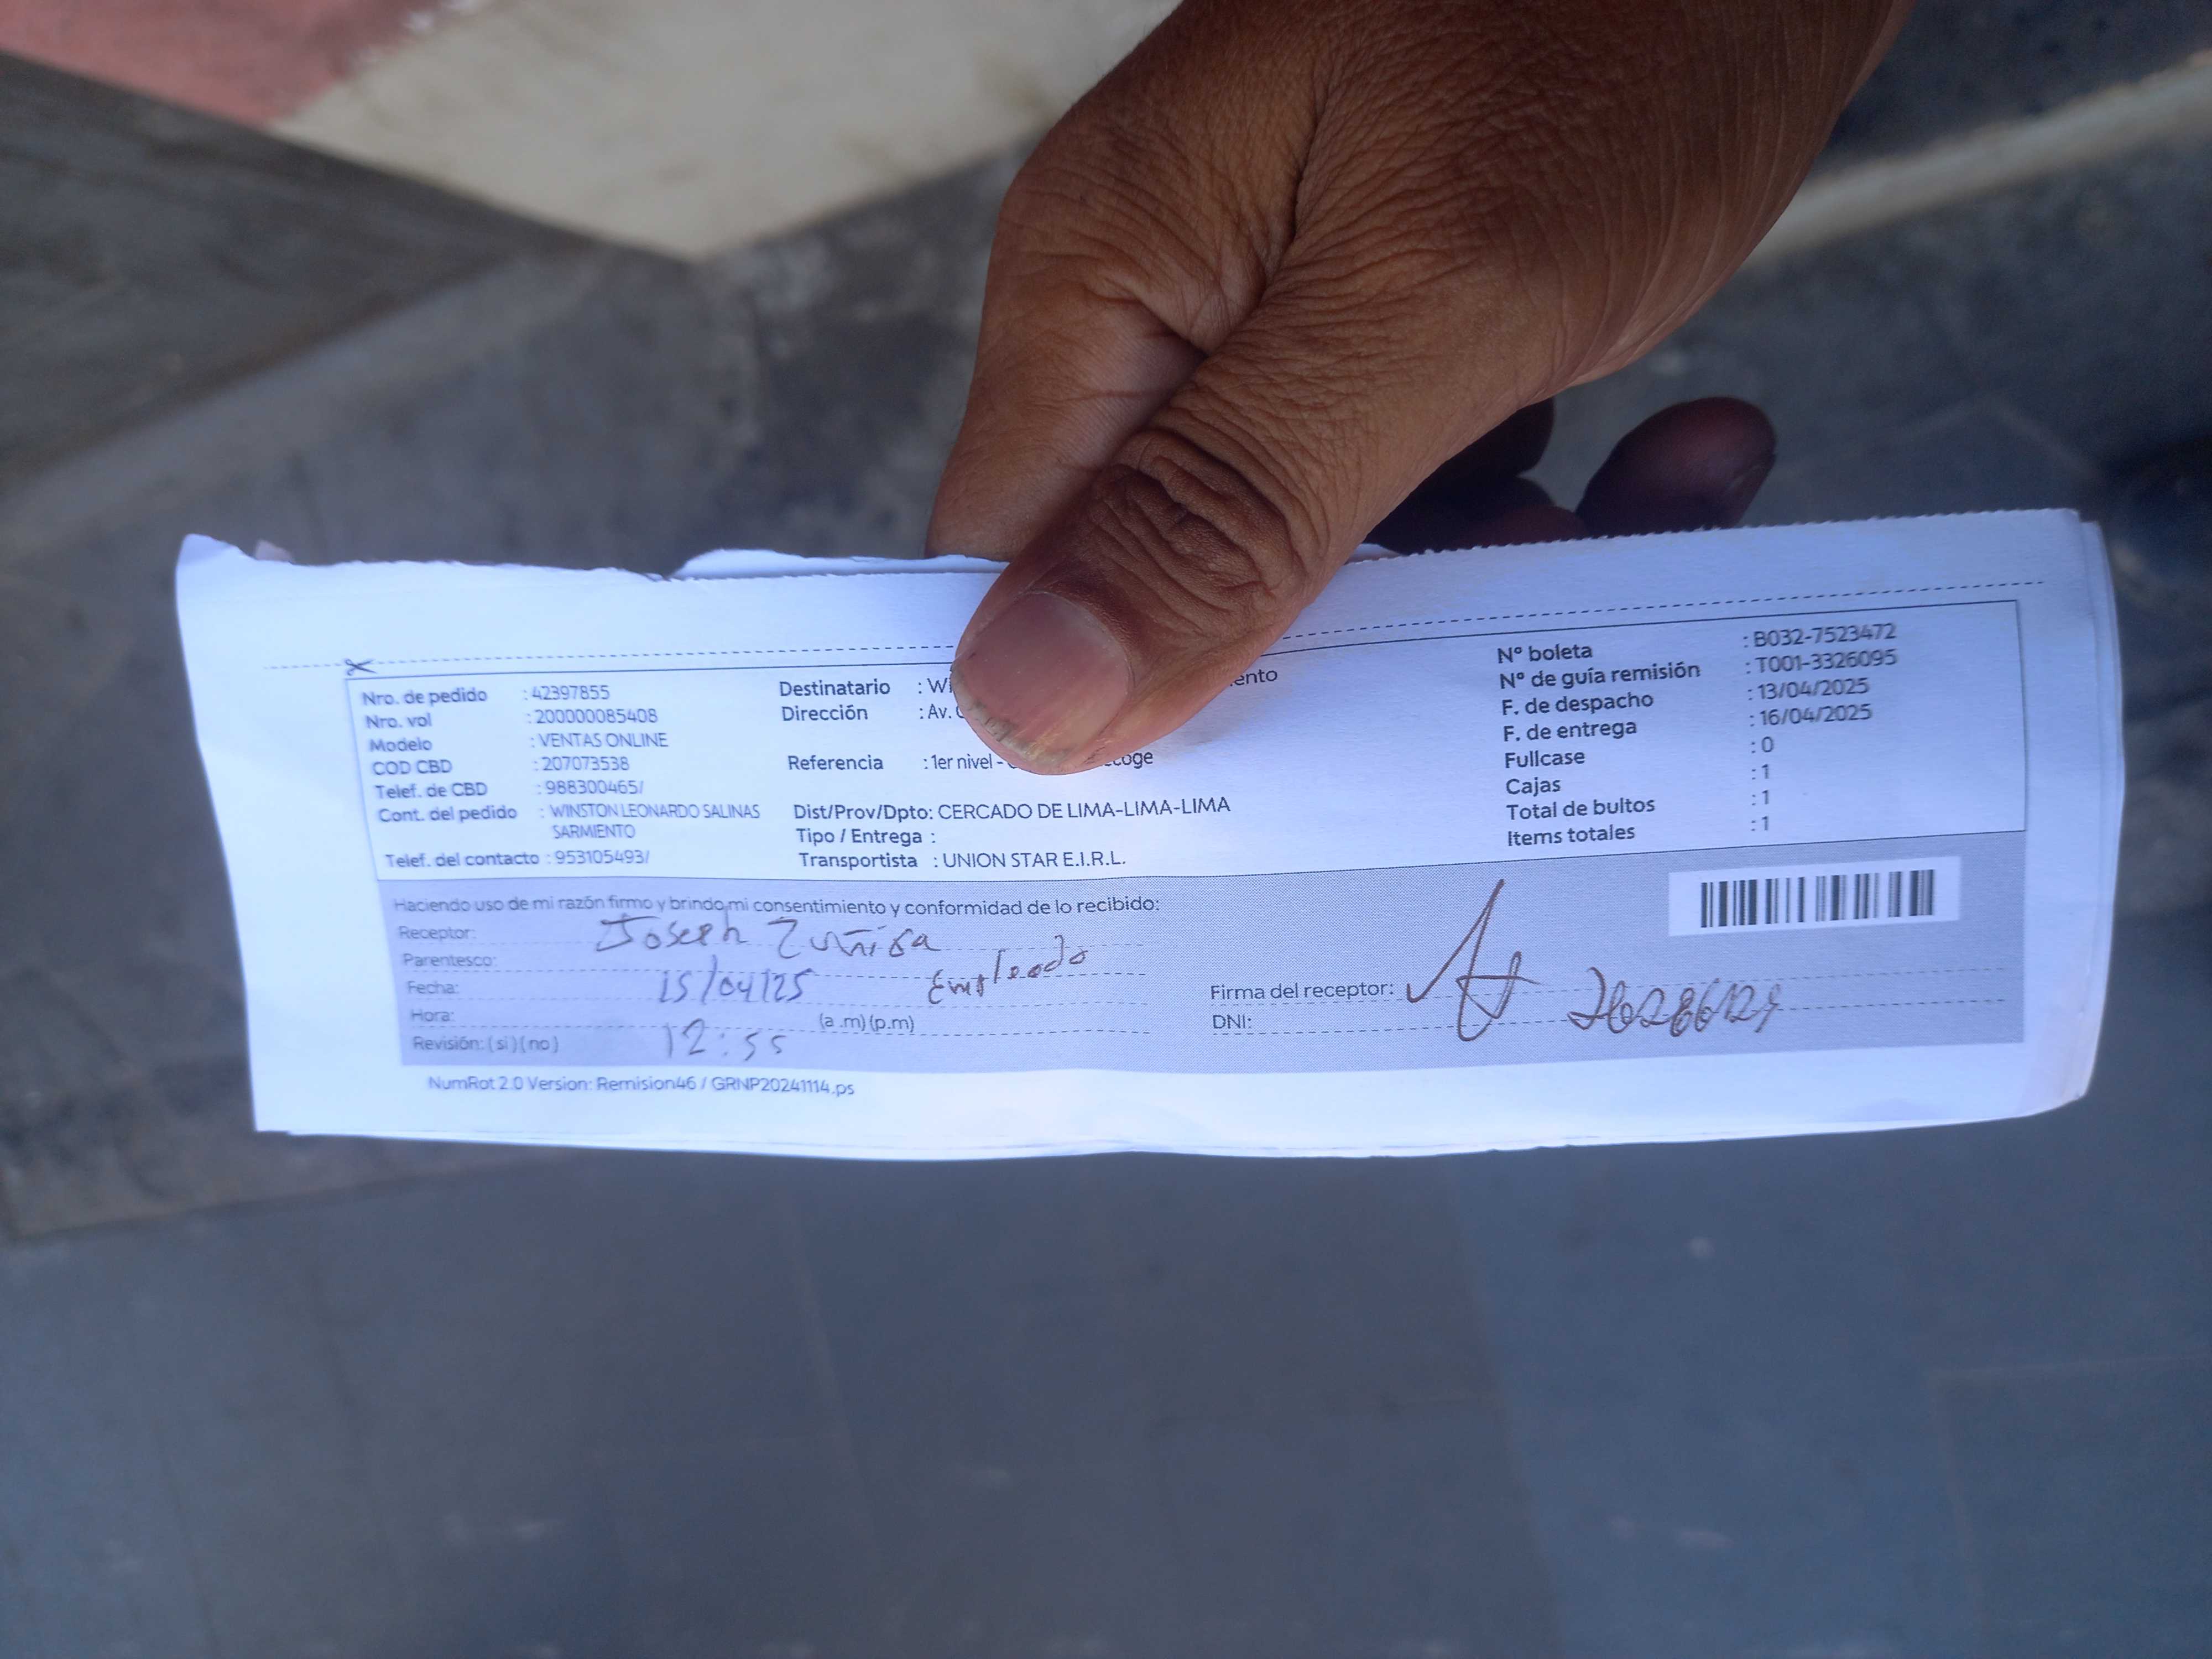 Nro. de pedido : 42397855
Nro. vol : 200000085408
Modelo : VENTAS ONLINE
COD CBD : 207073538
Telef. de CBD : 988300465/
Cont. del pedido : WINSTON LEONARDO SALINAS
SARMIENTO
Telef. del contacto : 953105493/
Destinatario :
Dirección : Av.
Referencia : 1er nivel -
Dist/Prov/Dpto: CERCADO DE LIMA-LIMA-LIMA
Tipo / Entrega :
Transportista : UNION STAR E.I.R.L.
N° boleta : B032-7523472
N° de guía remisión : T001-3326095
F. de despacho : 13/04/2025
F. de entrega : 16/04/2025
Fullcase : 0
Cajas : 1
Total de bultos : 1
Items totales : 1
Haciendo uso de mi razón firmo y brindo mi consentimiento y conformidad de lo recibido:
Receptor: Joseph Zuñiga
Parentesco: Empleado
Fecha: 15/04/25
Hora: 12:55 (a .m) (p.m)
Revisión: ( si ) ( no )
Firma del receptor:
DNI:
NumRot 2.0 Version: Remision46 / GRNP20241114.ps